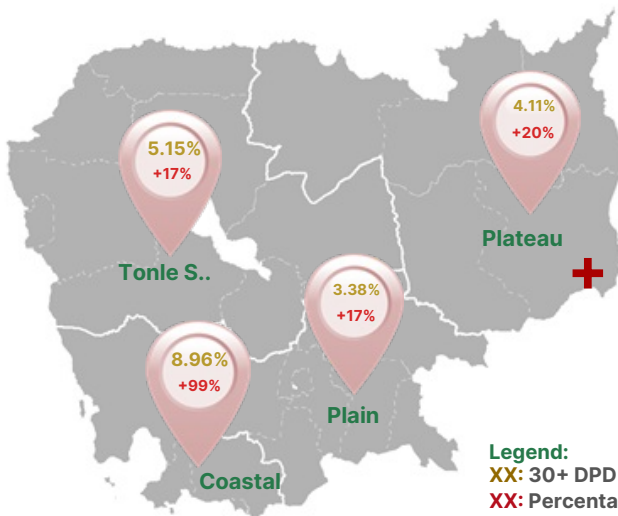 4.11%
+20%
Plateau
5.15%
+17%
Tonle S..
3.38%
+17%
Plain
8.96%
+99%
Coastal
Legend:
XX: 30+ DPD
XX: Percenta